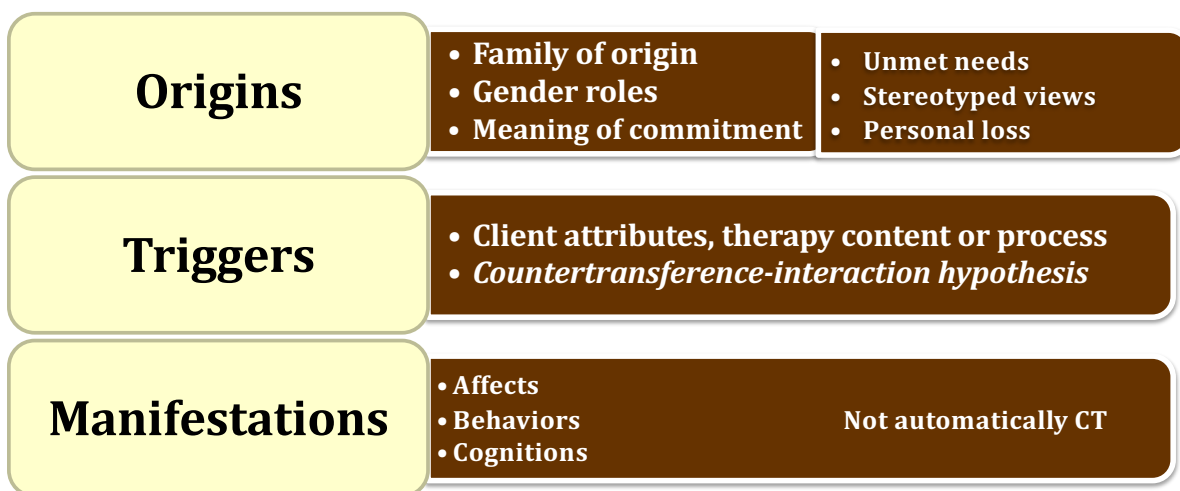 Origins
• Family of origin
• Gender roles
• Meaning of commitment
• Unmet needs
• Stereotyped views
• Personal loss
Triggers
• Client attributes, therapy content or process
• Countertransference-interaction hypothesis
Manifestations
• Affects
• Behaviors
• Cognitions
Not automatically CT